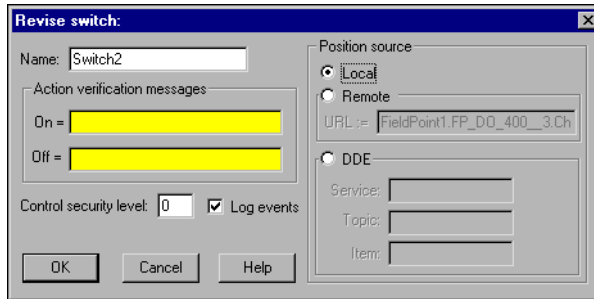 Revise switch:
Name: Switch2
Action verification messages
On =
Off =
Control security level: 0 Log events
OK Cancel Help
Position source
Local
Remote
URL := FieldPoint1.FP_DO_400__3.Ch
DDE
Service:
Topic:
Item: